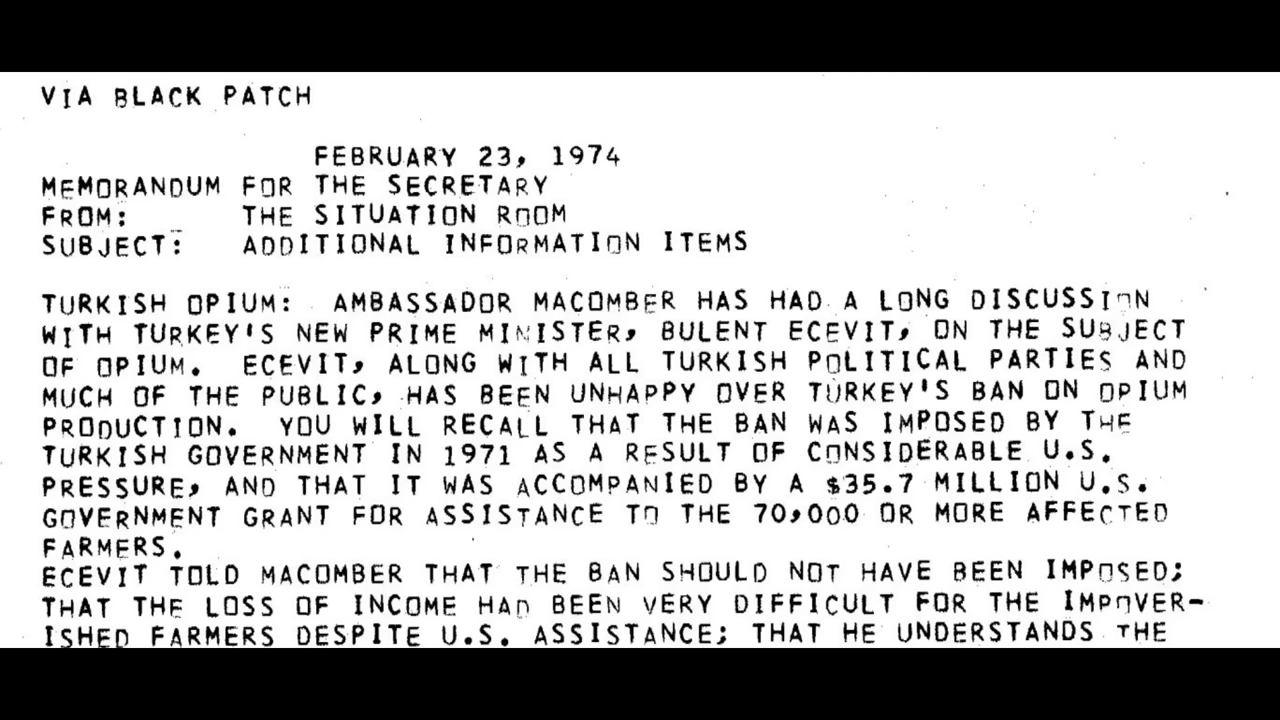 VIA BLACK PATCH
FEBRUARY 23, 1974
MEMORANDUM FOR THE SECRETARY
FROM: THE SITUATION ROOM
SUBJECT: ADDITIONAL INFORMATION ITEMS
TURKISH OPIUM: AMBASSADOR MACOMBER HAS HAD A LONG DISCUSSION
WITH TURKEY'S NEW PRIME MINISTER, BULENT ECEVIT, ON THE SUBJECT
OF OPIUM. ECEVIT, ALONG WITH ALL TURKISH POLITICAL PARTIES AND
MUCH OF THE PUBLIC, HAS BEEN UNHAPPY OVER TURKEY'S BAN ON OPIUM
PRODUCTION. YOU WILL RECALL THAT THE BAN WAS IMPOSED BY THE
TURKISH GOVERNMENT IN 1971 AS A RESULT OF CONSIDERABLE U.S.
PRESSURE, AND THAT IT WAS ACCOMPANIED BY A $35.7 MILLION U.S.
GOVERNMENT GRANT FOR ASSISTANCE TO THE 70,000 OR MORE AFFECTED
FARMERS.
ECEVIT TOLD MACOMBER THAT THE BAN SHOULD NOT HAVE BEEN IMPOSED;
THAT THE LOSS OF INCOME HAD BEEN VERY DIFFICULT FOR THE IMPOVER-
ISHED FARMERS DESPITE U.S. ASSISTANCE; THAT HE UNDERSTANDS THE